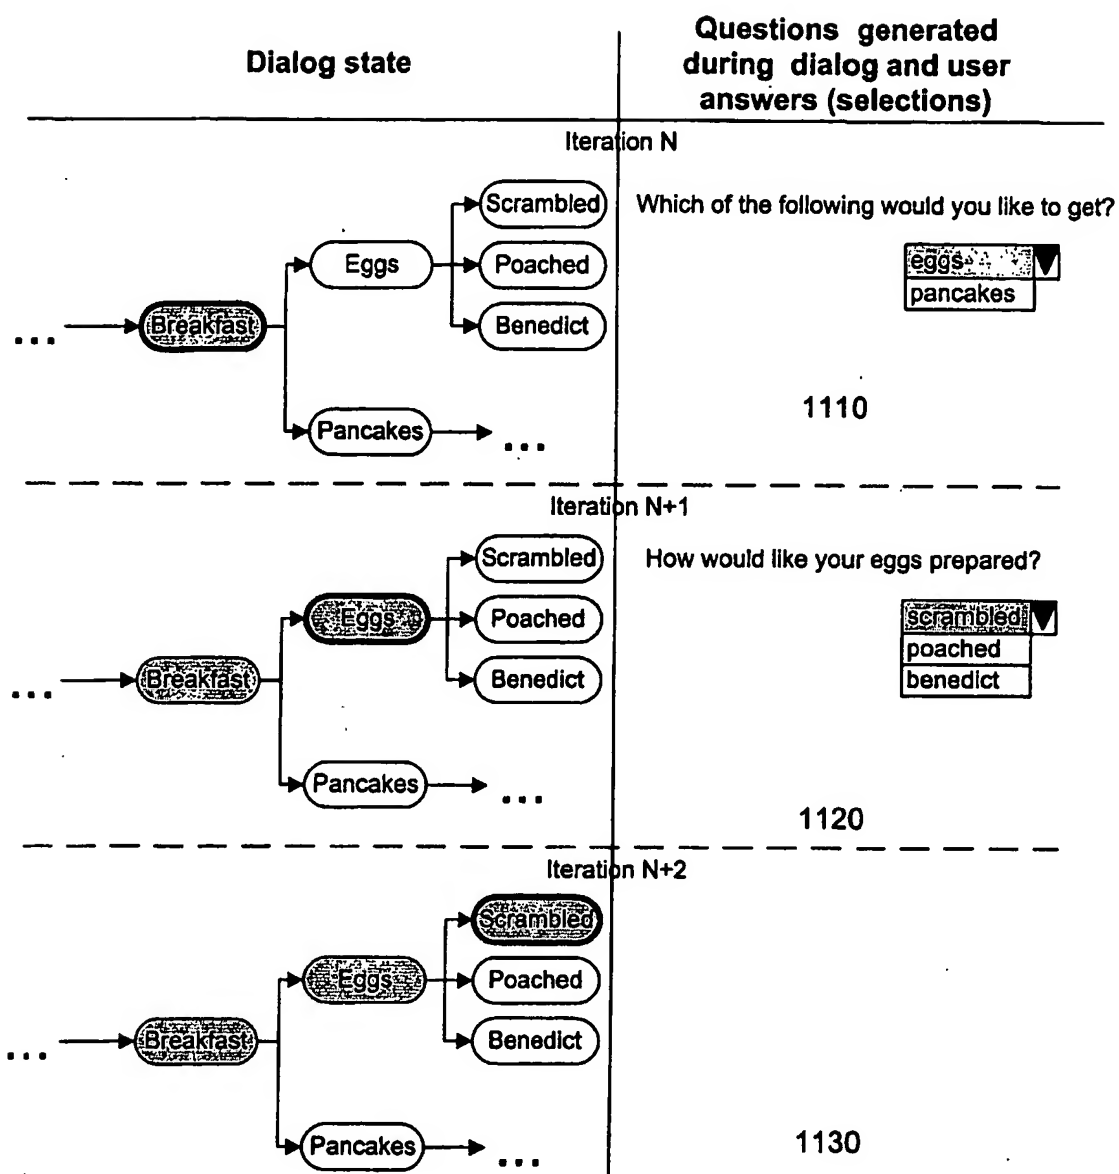 Dialog state
Questions generated
during dialog and user
answers (selections)
Iteration N
Scrambled
Which of the following would you like to get?
Eggs
Poached
eggs
pancakes
... Breakfast
Benedict
1110
Pancakes ...
Iteration N+1
Scrambled
How would like your eggs prepared?
Eggs
Poached
scrambled
poached
benedict
... Breakfast
Benedict
Pancakes ...
1120
Iteration N+2
Scrambled
Eggs
Poached
... Breakfast
Benedict
Pancakes ...
1130